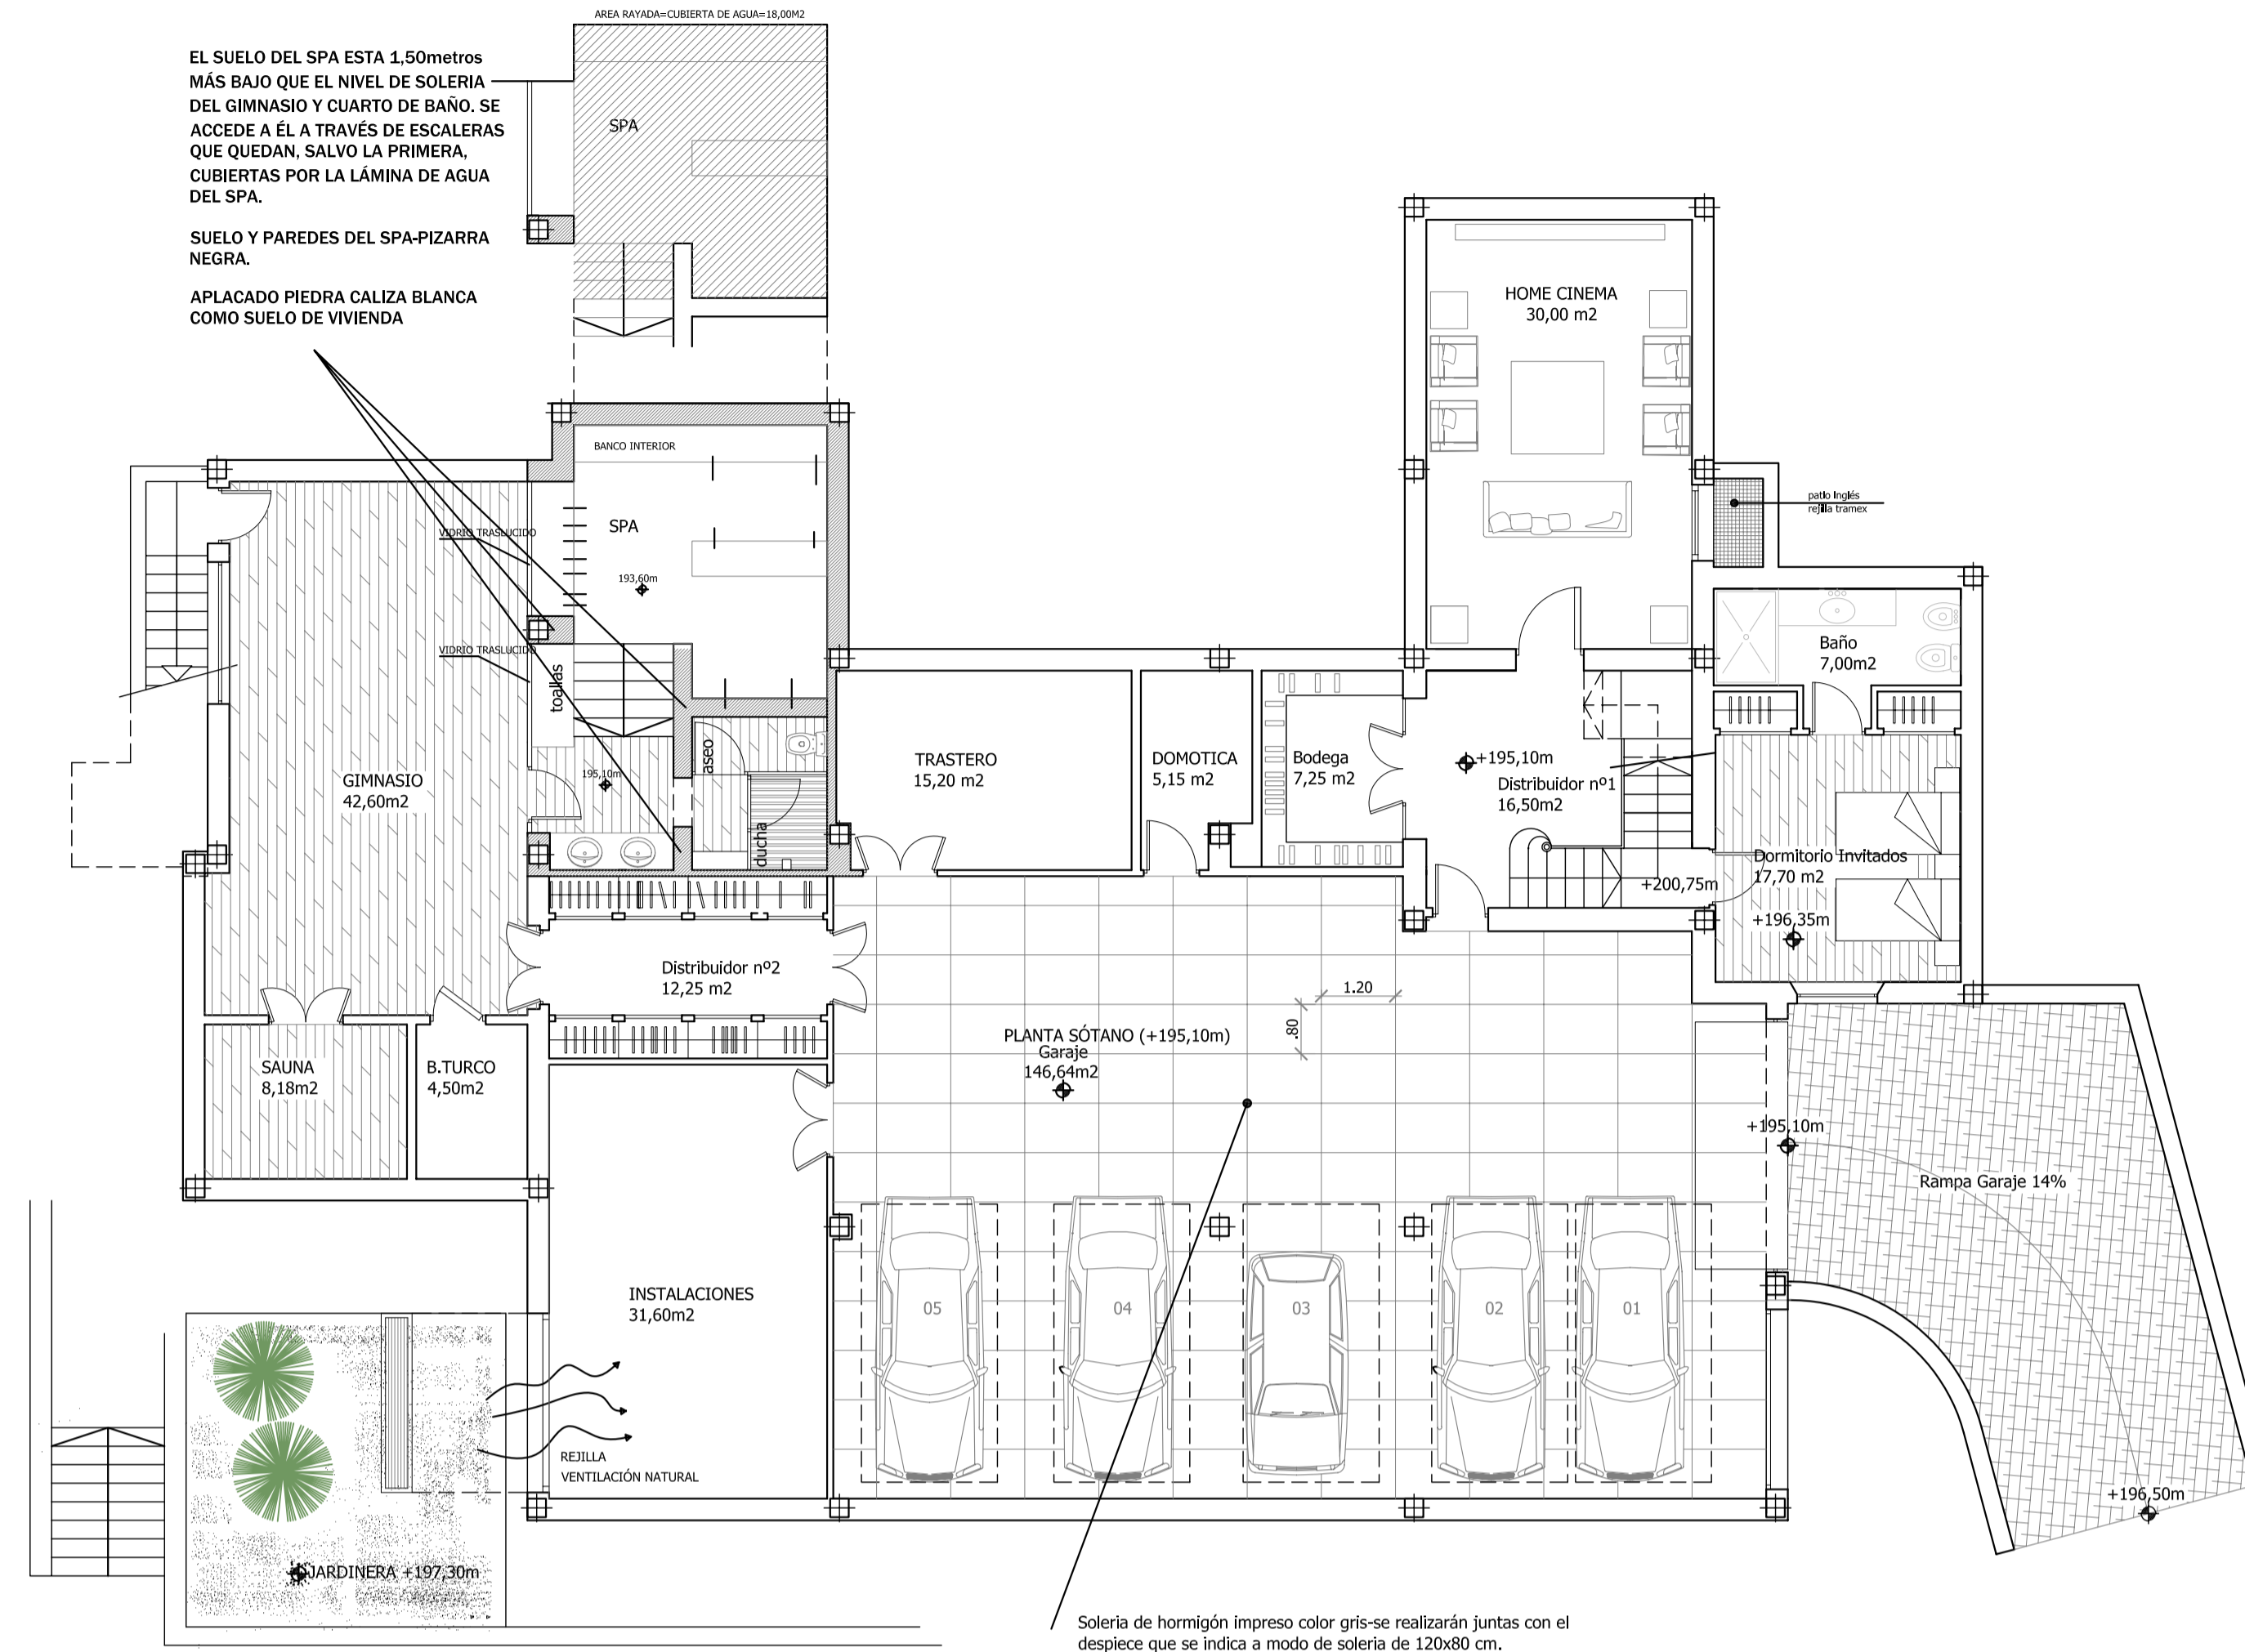 AREA RAYADA=CUBIERTA DE AGUA=18,00M2
EL SUELO DEL SPA ESTA 1,50metros
MÁS BAJO QUE EL NIVEL DE SOLERIA
DEL GIMNASIO Y CUARTO DE BAÑO. SE
ACCEDE A ÉL A TRAVÉS DE ESCALERAS
QUE QUEDAN, SALVO LA PRIMERA,
CUBIERTAS POR LA LÁMINA DE AGUA
DEL SPA.
SUELO Y PAREDES DEL SPA-PIZARRA
NEGRA.
APLACADO PIEDRA CALIZA BLANCA
COMO SUELO DE VIVIENDA
SPA
HOME CINEMA
30,00 m2
BANCO INTERIOR
patio Inglés
rejilla tramex
SPA
VIDRIO TRASLUCIDO
193,60m
VIDRIO TRASLUCIDO
toallas
Baño
7,00m2
aseo
195,10m
GIMNASIO
42,60m2
TRASTERO
15,20 m2
DOMOTICA
5,15 m2
Bodega
7,25 m2
+195,10m
Distribuidor nº1
16,50m2
ducha
Dormitorio Invitados
17,70 m2
+200,75m
+196,35m
Distribuidor nº2
12,25 m2
1.20
.80
PLANTA SÓTANO (+195,10m)
Garaje
146,64m2
SAUNA
8,18m2
B.TURCO
4,50m2
+195,10m
Rampa Garaje 14%
INSTALACIONES
31,60m2
05
04
03
02
01
REJILLA
VENTILACIÓN NATURAL
+196,50m
JARDINERA +197,30m
Soleria de hormigón impreso color gris-se realizarán juntas con el
despiece que se indica a modo de soleria de 120x80 cm.